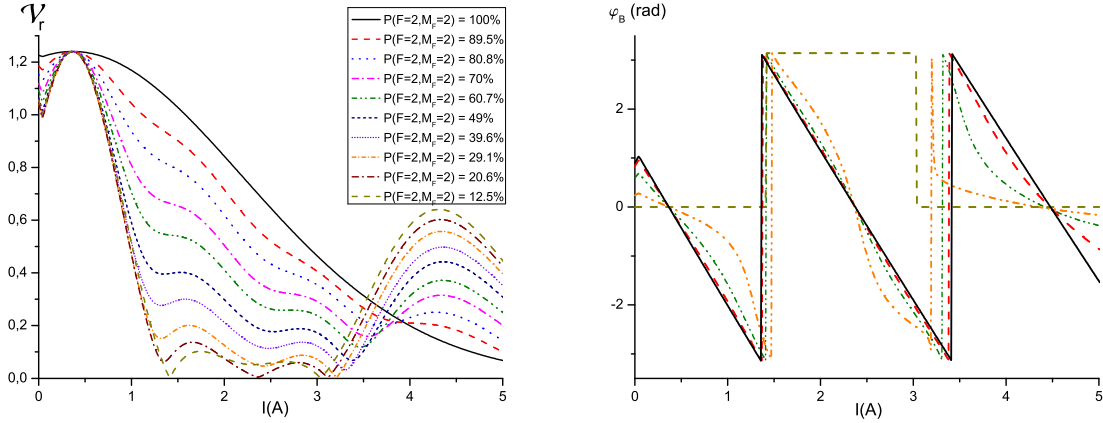 𝒱r
P(F=2,MF=2) = 100%
P(F=2,MF=2) = 89.5%
P(F=2,MF=2) = 80.8%
P(F=2,MF=2) = 70%
P(F=2,MF=2) = 60.7%
P(F=2,MF=2) = 49%
P(F=2,MF=2) = 39.6%
P(F=2,MF=2) = 29.1%
P(F=2,MF=2) = 20.6%
P(F=2,MF=2) = 12.5%
1,2
1,0
0,8
0,6
0,4
0,2
0,0
0 1 2 3 4 5
I(A)
φB (rad)
2
0
-2
0 1 2 3 4 5
I(A)